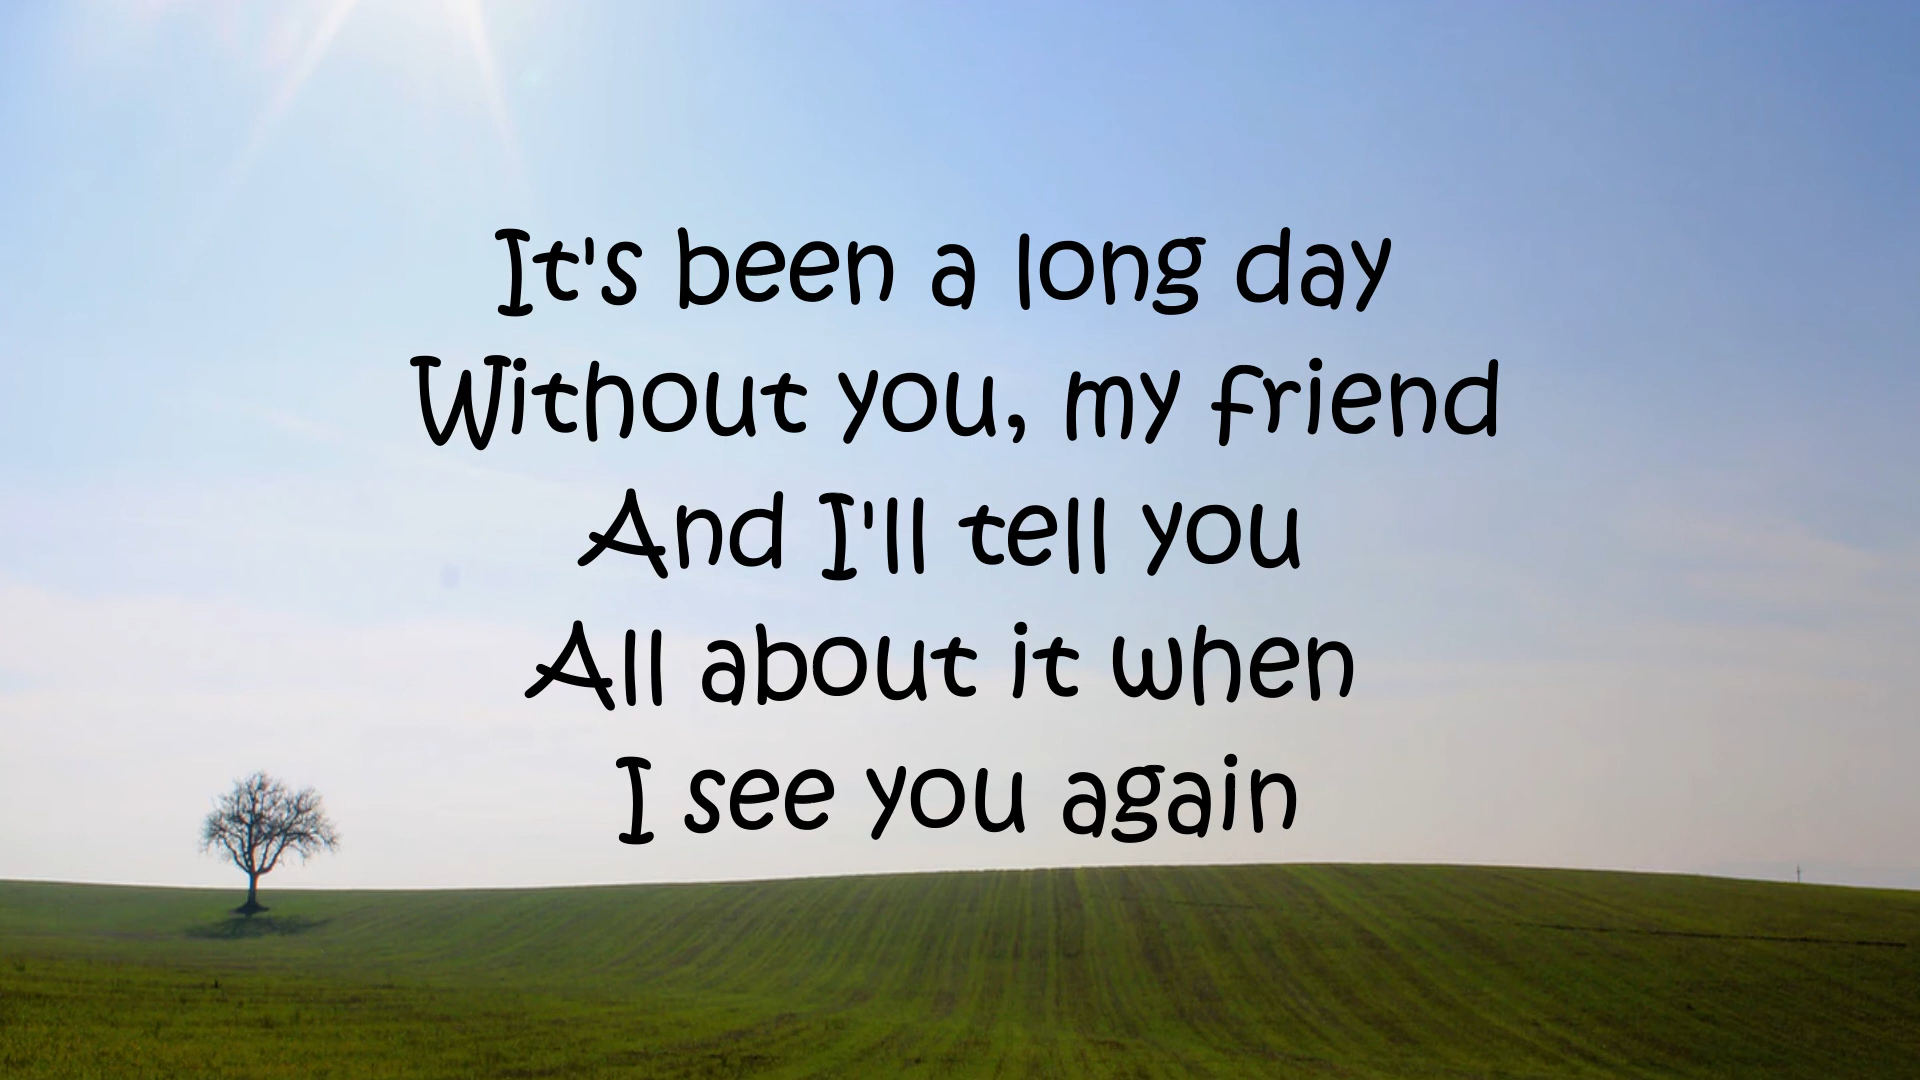 It's been a long day
Without you, my friend
And I'll tell you
All about it when
I see you again